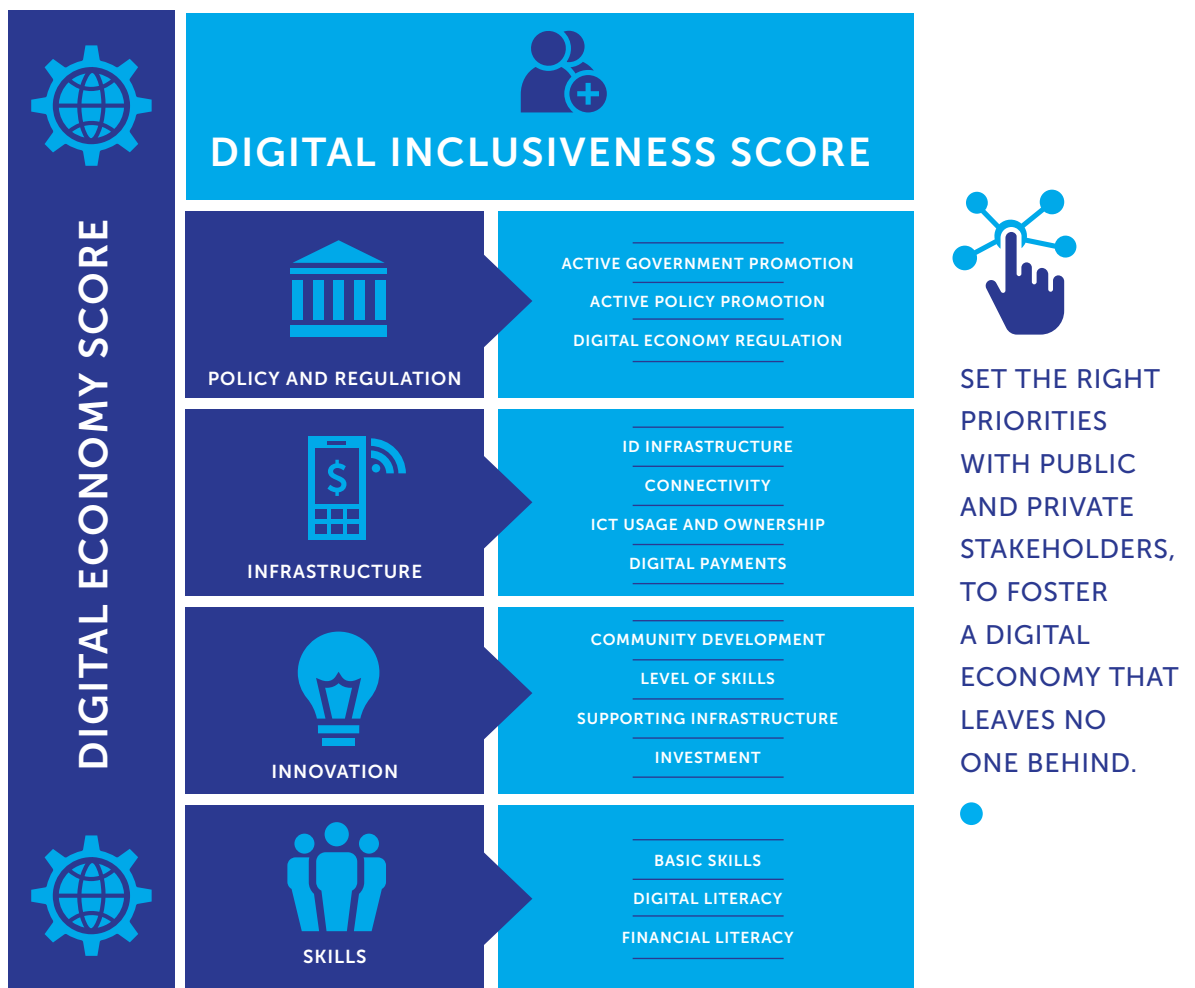 DIGITAL ECONOMY SCORE
DIGITAL INCLUSIVENESS SCORE
POLICY AND REGULATION
ACTIVE GOVERNMENT PROMOTION
ACTIVE POLICY PROMOTION
DIGITAL ECONOMY REGULATION
$
INFRASTRUCTURE
ID INFRASTRUCTURE
CONNECTIVITY
ICT USAGE AND OWNERSHIP
DIGITAL PAYMENTS
INNOVATION
COMMUNITY DEVELOPMENT
LEVEL OF SKILLS
SUPPORTING INFRASTRUCTURE
INVESTMENT
SKILLS
BASIC SKILLS
DIGITAL LITERACY
FINANCIAL LITERACY
SET THE RIGHT
PRIORITIES
WITH PUBLIC
AND PRIVATE
STAKEHOLDERS,
TO FOSTER
A DIGITAL
ECONOMY THAT
LEAVES NO
ONE BEHIND.